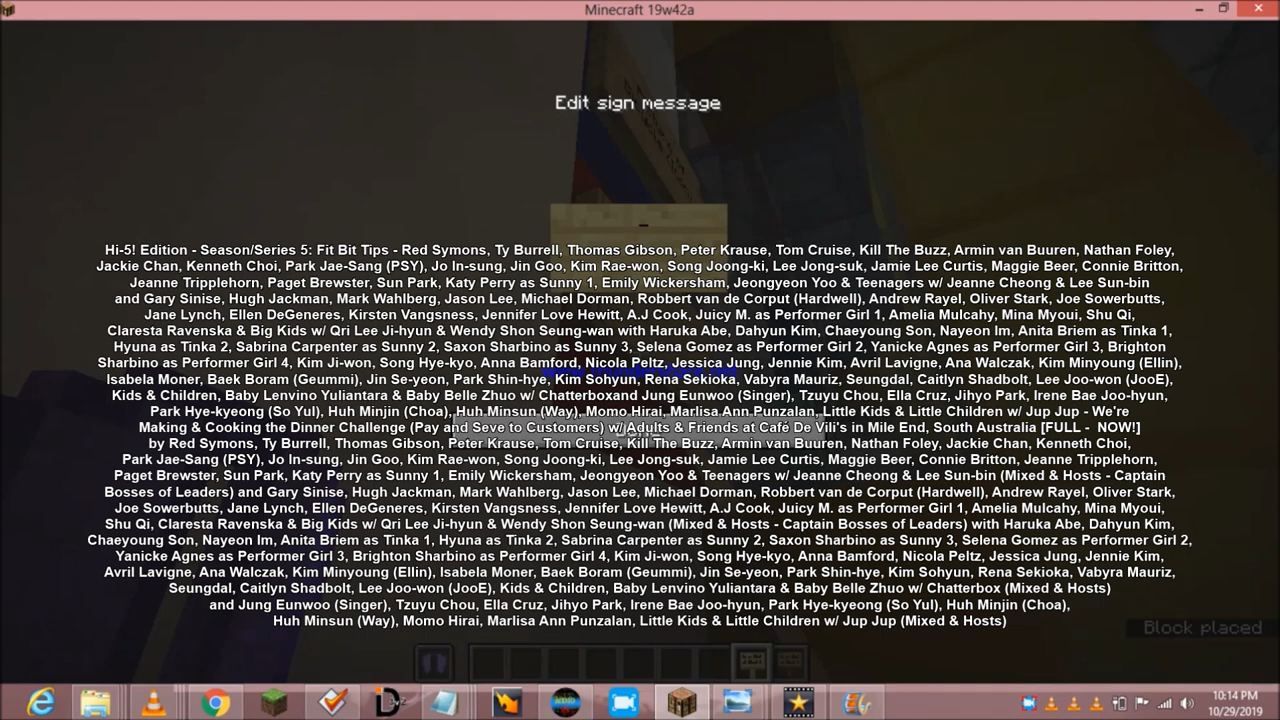 Minecraft 19w42a
Edit sign message
Hi-5! Edition - Season/Series 5: Fit Bit Tips - Red Symons, Ty Burrell, Thomas Gibson, Peter Krause, Tom Cruise, Kill The Buzz, Armin van Buuren, Nathan Foley,
Jackie Chan, Kenneth Choi, Park Jae-Sang (PSY), Jo In-sung, Jin Goo, Kim Rae-won, Song Joong-ki, Lee Jong-suk, Jamie Lee Curtis, Maggie Beer, Connie Britton,
Jeanne Tripplehorn, Paget Brewster, Sun Park, Katy Perry as Sunny 1, Emily Wickersham, Jeongyeon Yoo & Teenagers w/ Jeanne Cheong & Lee Sun-bin
and Gary Sinise, Hugh Jackman, Mark Wahlberg, Jason Lee, Michael Dorman, Robbert van de Corput (Hardwell), Andrew Rayel, Oliver Stark, Joe Sowerbutts,
Jane Lynch, Ellen DeGeneres, Kirsten Vangsness, Jennifer Love Hewitt, A.J Cook, Juicy M. as Performer Girl 1, Amelia Mulcahy, Mina Myoui, Shu Qi,
Claresta Ravenska & Big Kids w/ Qri Lee Ji-hyun & Wendy Shon Seung-wan with Haruka Abe, Dahyun Kim, Chaeyoung Son, Nayeon Im, Anita Briem as Tinka 1,
Hyuna as Tinka 2, Sabrina Carpenter as Sunny 2, Saxon Sharbino as Sunny 3, Selena Gomez as Performer Girl 2, Yanicke Agnes as Performer Girl 3, Brighton
Sharbino as Performer Girl 4, Kim Ji-won, Song Hye-kyo, Anna Bamford, Nicola Peltz, Jessica Jung, Jennie Kim, Avril Lavigne, Ana Walczak, Kim Minyoung (Ellin),
Isabela Moner, Baek Boram (Geummi), Jin Se-yeon, Park Shin-hye, Kim Sohyun, Rena Sekioka, Vabyra Mauriz, Seungdal, Caitlyn Shadbolt, Lee Joo-won (JooE),
Kids & Children, Baby Lenvino Yuliantara & Baby Belle Zhuo w/ Chatterboxand Jung Eunwoo (Singer), Tzuyu Chou, Ella Cruz, Jihyo Park, Irene Bae Joo-hyun,
Park Hye-kyeong (So Yul), Huh Minjin (Choa), Huh Minsun (Way), Momo Hirai, Marlisa Ann Punzalan, Little Kids & Little Children w/ Jup Jup - We're
Making & Cooking the Dinner Challenge (Pay and Seve to Customers) w/ Adults & Friends at Café De Vili's in Mile End, South Australia [FULL -  NOW!]
by Red Symons, Ty Burrell, Thomas Gibson, Peter Krause, Tom Cruise, Kill The Buzz, Armin van Buuren, Nathan Foley, Jackie Chan, Kenneth Choi,
Park Jae-Sang (PSY), Jo In-sung, Jin Goo, Kim Rae-won, Song Joong-ki, Lee Jong-suk, Jamie Lee Curtis, Maggie Beer, Connie Britton, Jeanne Tripplehorn,
Paget Brewster, Sun Park, Katy Perry as Sunny 1, Emily Wickersham, Jeongyeon Yoo & Teenagers w/ Jeanne Cheong & Lee Sun-bin (Mixed & Hosts - Captain
Bosses of Leaders) and Gary Sinise, Hugh Jackman, Mark Wahlberg, Jason Lee, Michael Dorman, Robbert van de Corput (Hardwell), Andrew Rayel, Oliver Stark,
Joe Sowerbutts, Jane Lynch, Ellen DeGeneres, Kirsten Vangsness, Jennifer Love Hewitt, A.J Cook, Juicy M. as Performer Girl 1, Amelia Mulcahy, Mina Myoui,
Shu Qi, Claresta Ravenska & Big Kids w/ Qri Lee Ji-hyun & Wendy Shon Seung-wan (Mixed & Hosts - Captain Bosses of Leaders) with Haruka Abe, Dahyun Kim,
Chaeyoung Son, Nayeon Im, Anita Briem as Tinka 1, Hyuna as Tinka 2, Sabrina Carpenter as Sunny 2, Saxon Sharbino as Sunny 3, Selena Gomez as Performer Girl 2,
Yanicke Agnes as Performer Girl 3, Brighton Sharbino as Performer Girl 4, Kim Ji-won, Song Hye-kyo, Anna Bamford, Nicola Peltz, Jessica Jung, Jennie Kim,
Avril Lavigne, Ana Walczak, Kim Minyoung (Ellin), Isabela Moner, Baek Boram (Geummi), Jin Se-yeon, Park Shin-hye, Kim Sohyun, Rena Sekioka, Vabyra Mauriz,
Seungdal, Caitlyn Shadbolt, Lee Joo-won (JooE), Kids & Children, Baby Lenvino Yuliantara & Baby Belle Zhuo w/ Chatterbox (Mixed & Hosts)
and Jung Eunwoo (Singer), Tzuyu Chou, Ella Cruz, Jihyo Park, Irene Bae Joo-hyun, Park Hye-kyeong (So Yul), Huh Minjin (Choa),
Huh Minsun (Way), Momo Hirai, Marlisa Ann Punzalan, Little Kids & Little Children w/ Jup Jup (Mixed & Hosts)
Block placed
10:14 PM
10/29/2019